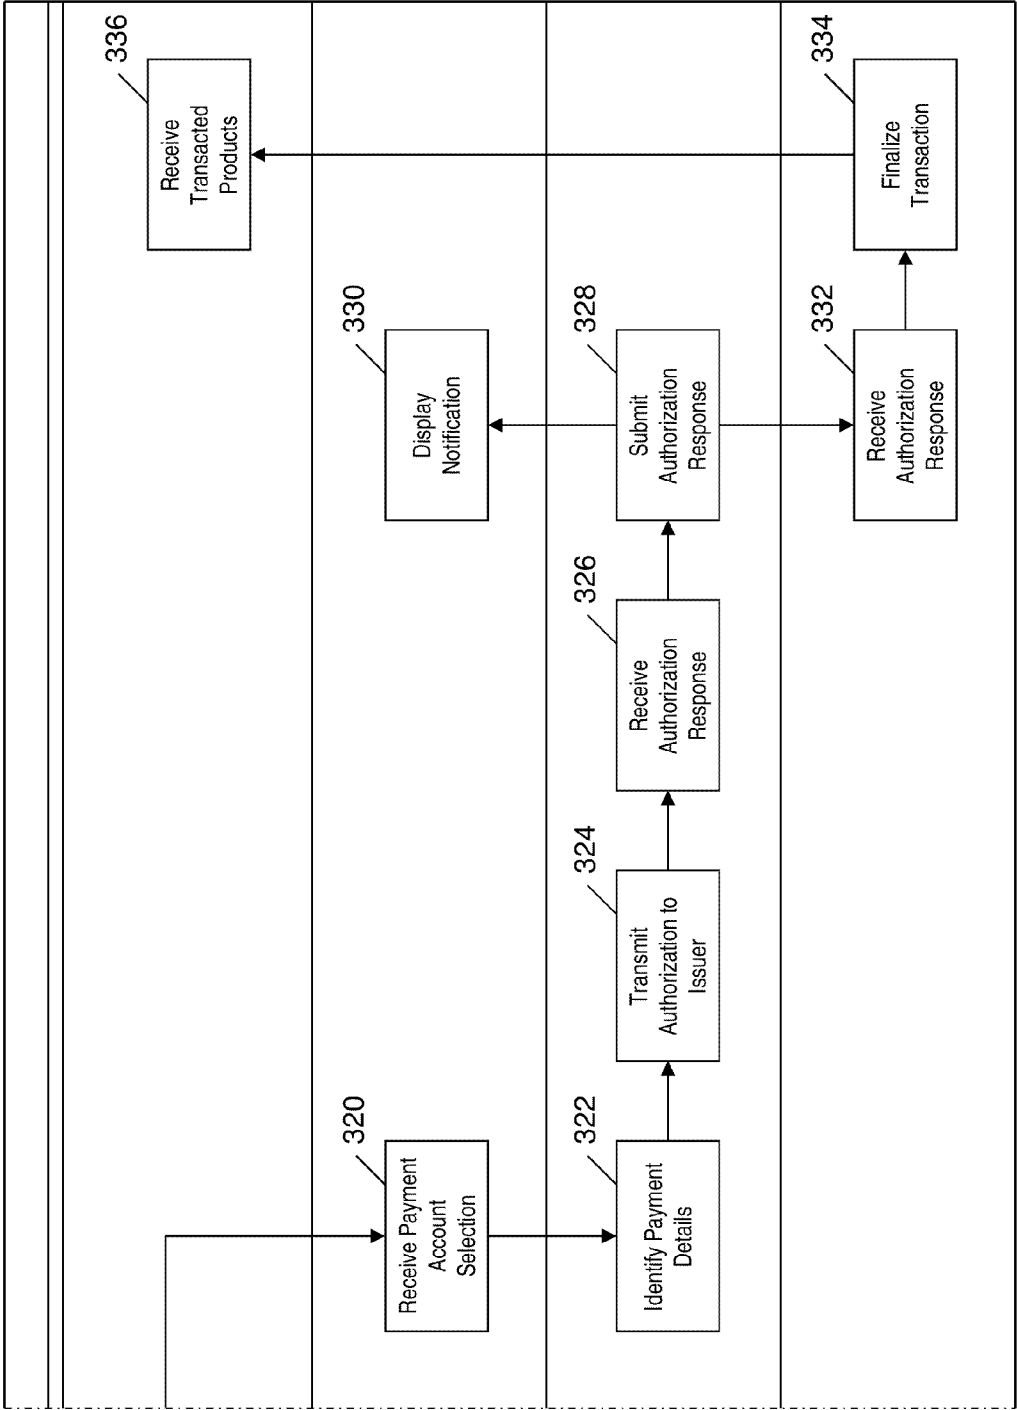 336
Receive
Transacted
Products
320
Receive Payment
Account
Selection
330
Display
Notification
322
Identify Payment
Details
324
Transmit
Authorization to
Issuer
326
Receive
Authorization
Response
328
Submit
Authorization
Response
332
Receive
Authorization
Response
334
Finalize
Transaction